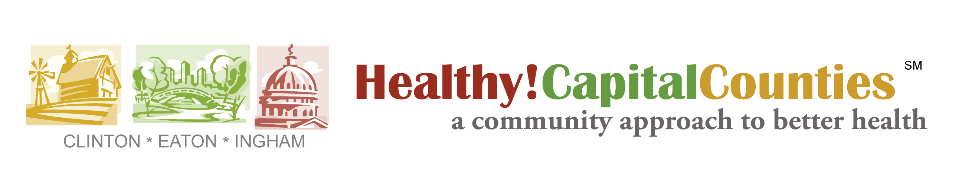 Healthy!CapitalCounties SM
a community approach to better health
CLINTON * EATON * INGHAM